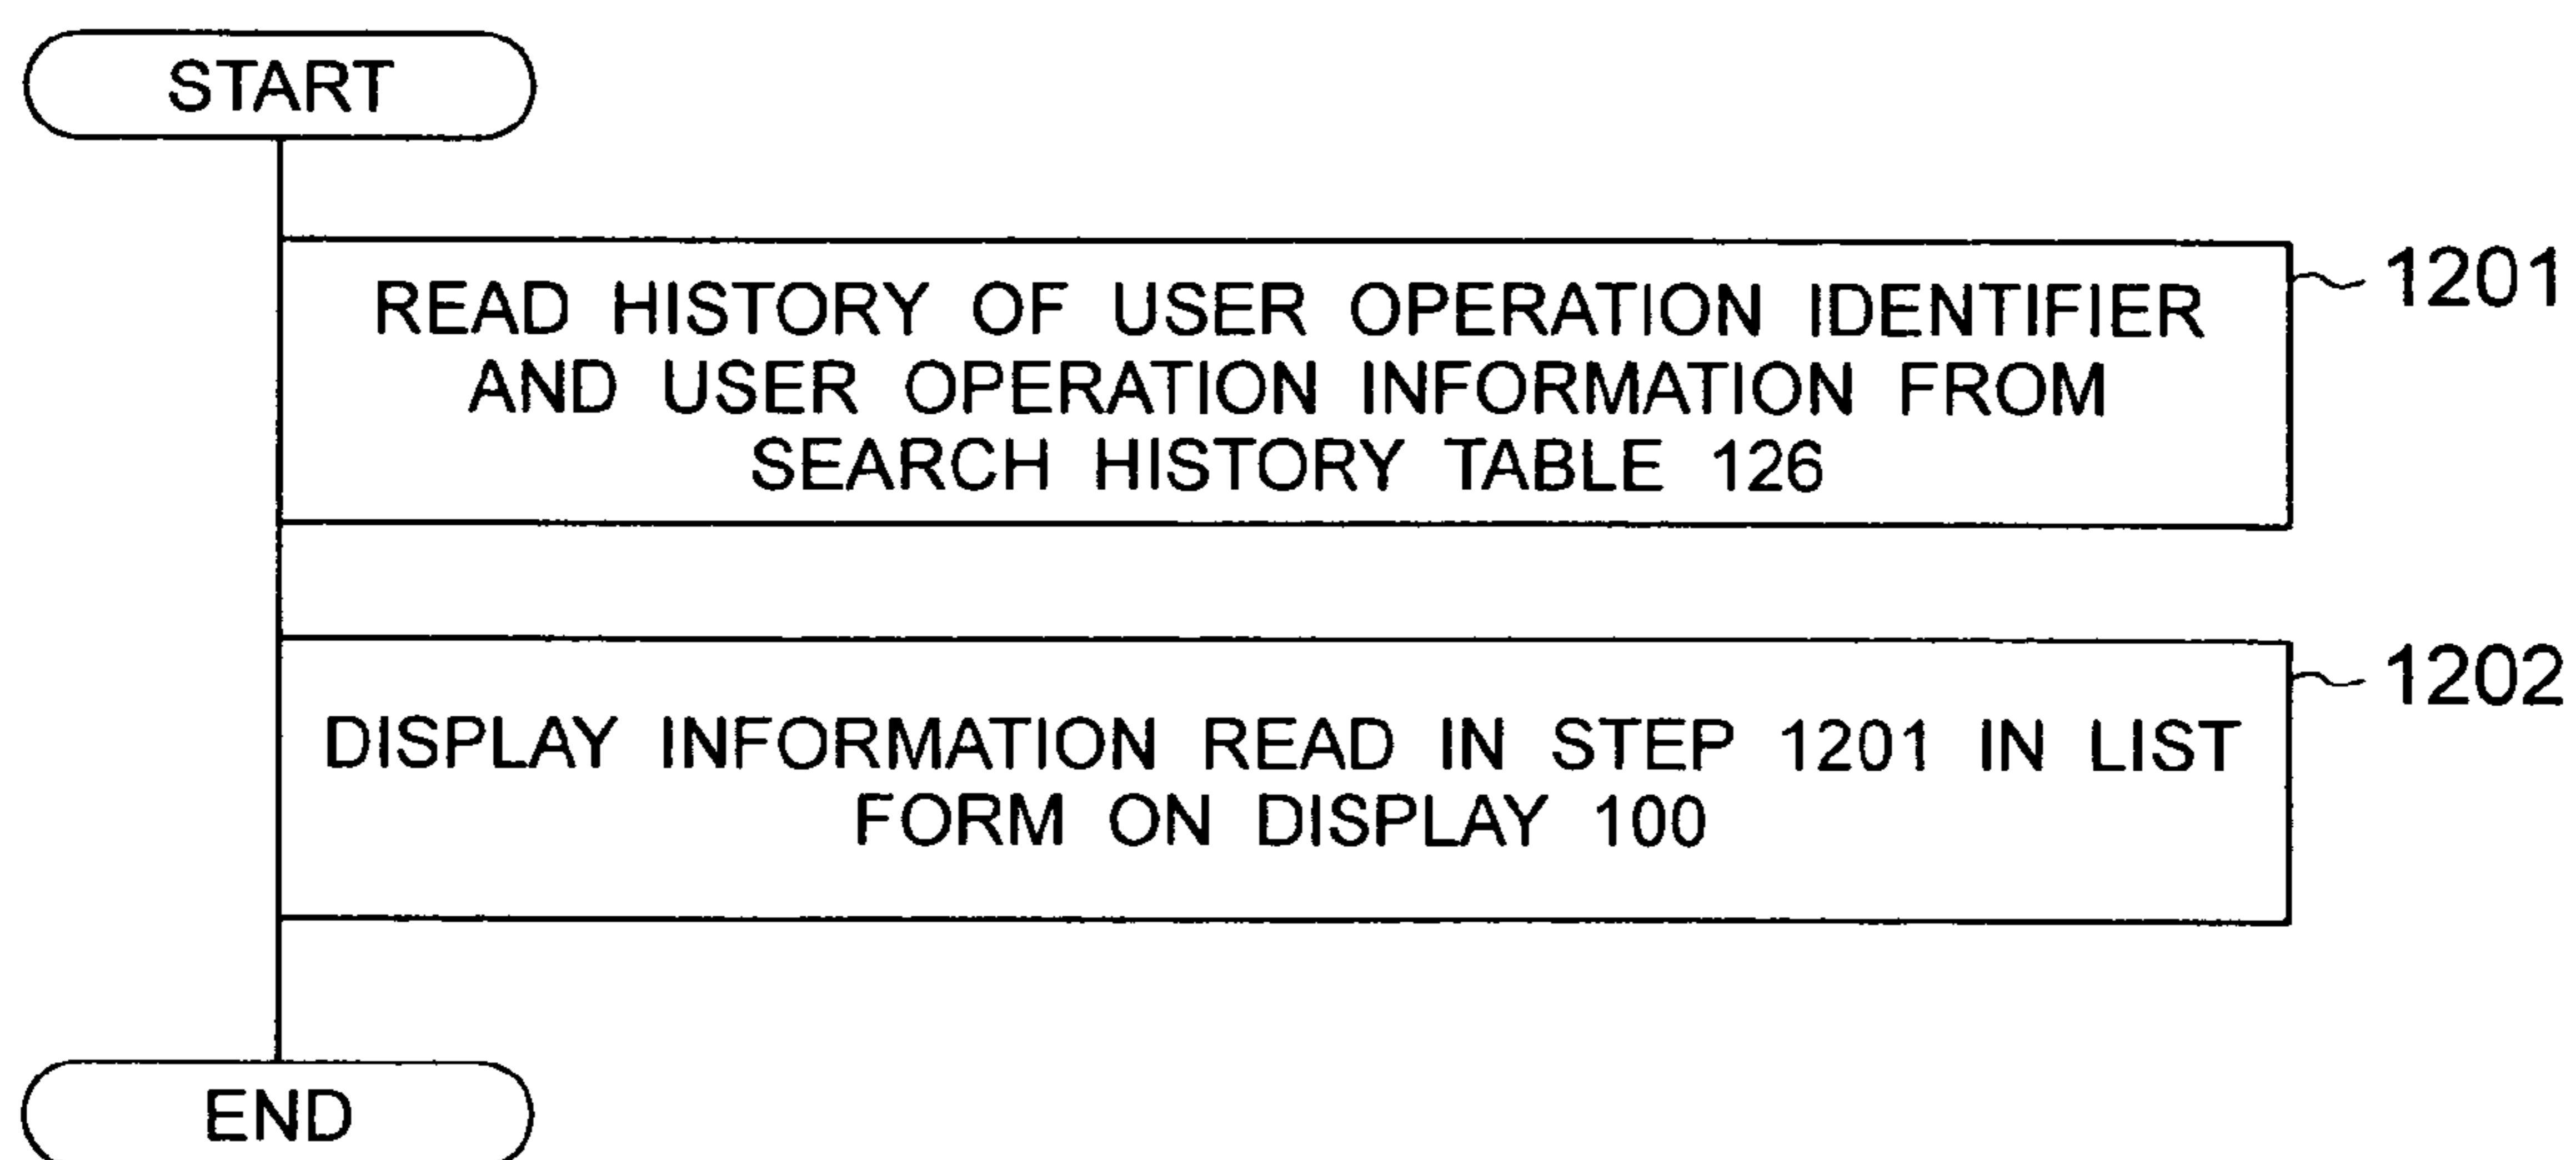 START
READ HISTORY OF USER OPERATION IDENTIFIER
AND USER OPERATION INFORMATION FROM
SEARCH HISTORY TABLE 126
1201
DISPLAY INFORMATION READ IN STEP 1201 IN LIST
FORM ON DISPLAY 100
1202
END